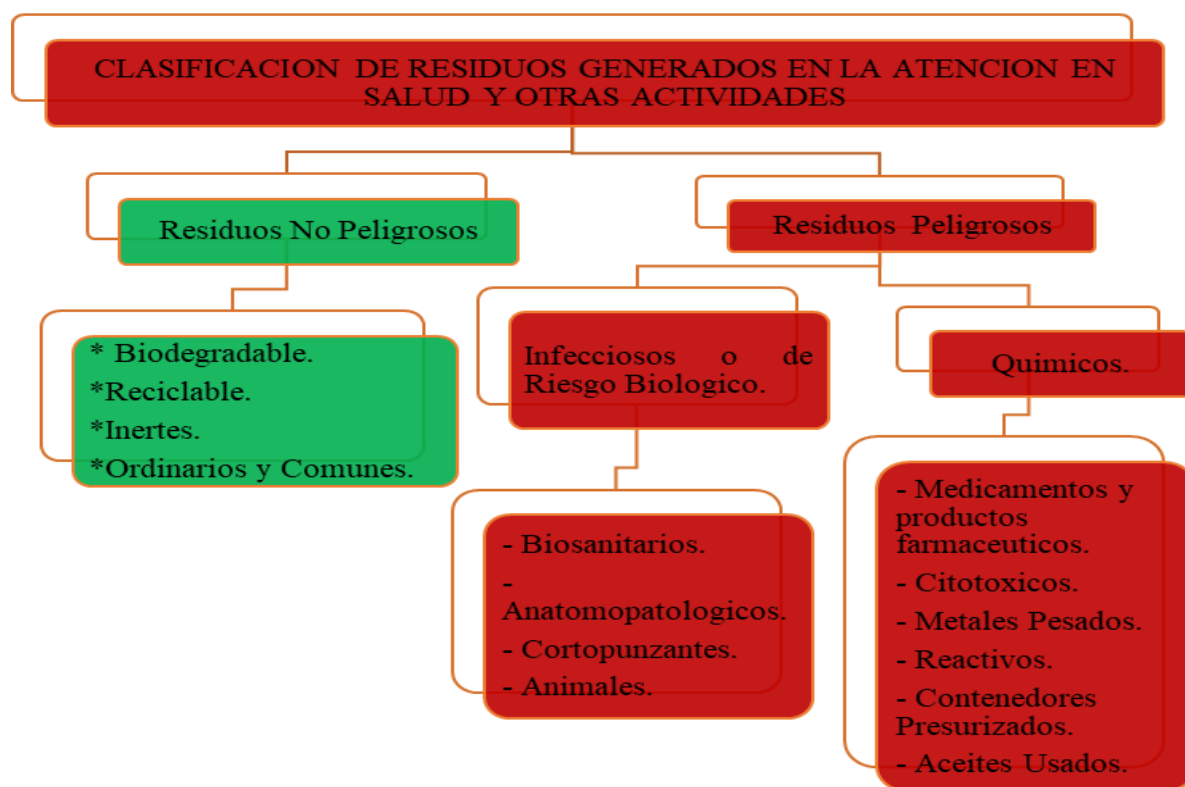 CLASIFICACION DE RESIDUOS GENERADOS EN LA ATENCION EN
SALUD Y OTRAS ACTIVIDADES
Residuos No Peligrosos
Residuos Peligrosos
* Biodegradable.
*Reciclable.
*Inertes.
*Ordinarios y Comunes.
Infecciosos o de
Riesgo Biologico.
Quimicos.
- Biosanitarios.
-
Anatomopatologicos.
- Cortopunzantes.
- Animales.
- Medicamentos y
productos
farmaceuticos.
- Citotoxicos.
- Metales Pesados.
- Reactivos.
- Contenedores
Presurizados.
- Aceites Usados.